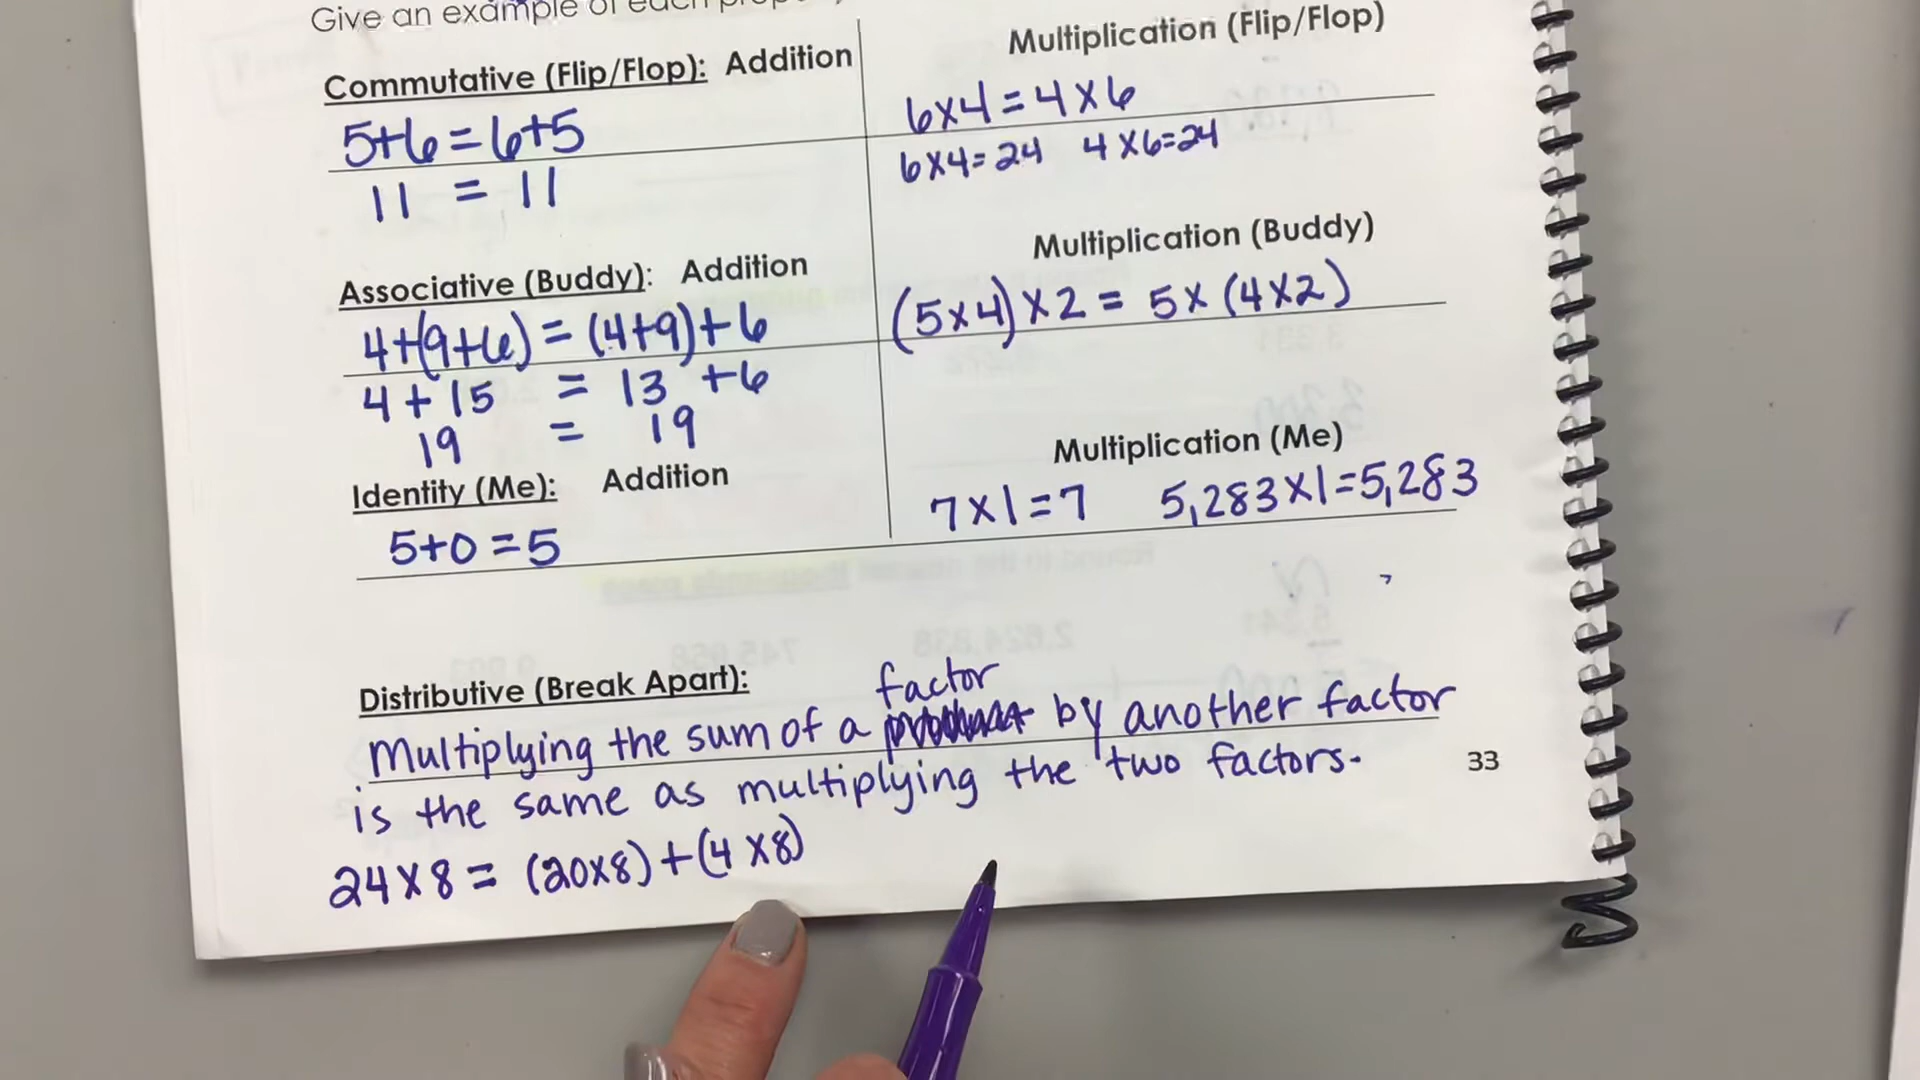 Give an example of each
Commutative (Flip/Flop): Addition
5+6=6+5
11 = 11
Multiplication (Flip/Flop)
6x4=4x6
6x4=24 4x6=24
Associative (Buddy): Addition
4+(9+6)=(4+9)+6
4+15 = 13 +6
19 = 19
Multiplication (Buddy)
(5x4)x2= 5x(4x2)
Identity (Me): Addition
5+0=5
Multiplication (Me)
7x1=7 5,283x1=5,283
Distributive (Break Apart):
factor
Multiplying the sum of a by another factor
is the same as multiplying the two factors.
33
24x8= (20x8)+(4x8)